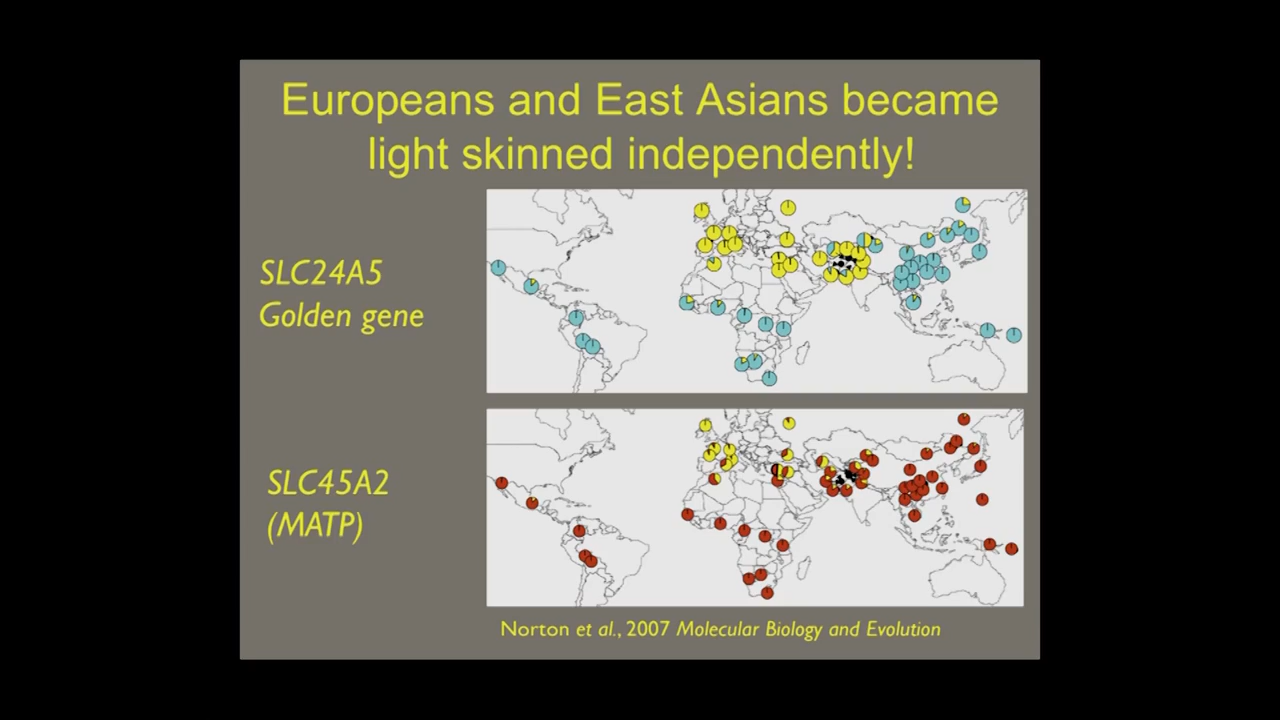 Europeans and East Asians became
light skinned independently!
SLC24A5
Golden gene
SLC45A2
(MATP)
Norton et al., 2007 Molecular Biology and Evolution